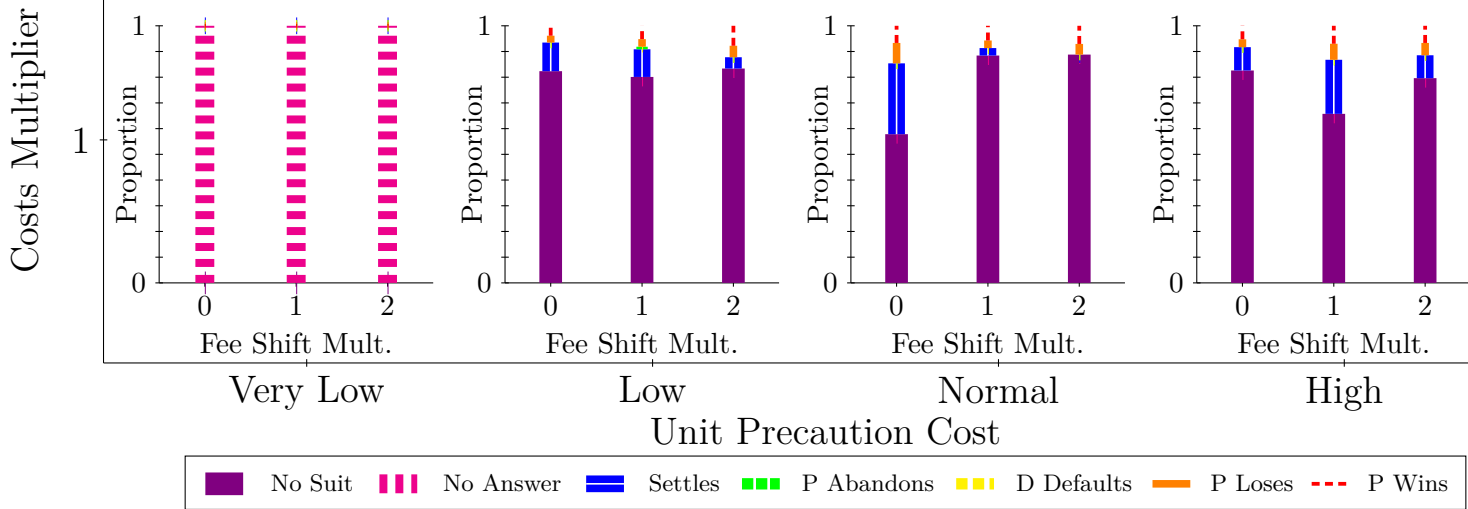 Costs Multiplier
1
1
Proportion
0
0 1 2
Fee Shift Mult.
1
Proportion
0
0 1 2
Fee Shift Mult.
1
Proportion
0
0 1 2
Fee Shift Mult.
1
Proportion
0
0 1 2
Fee Shift Mult.
Very Low Low Normal High
Unit Precaution Cost
No Suit No Answer Settles P Abandons D Defaults P Loses P Wins